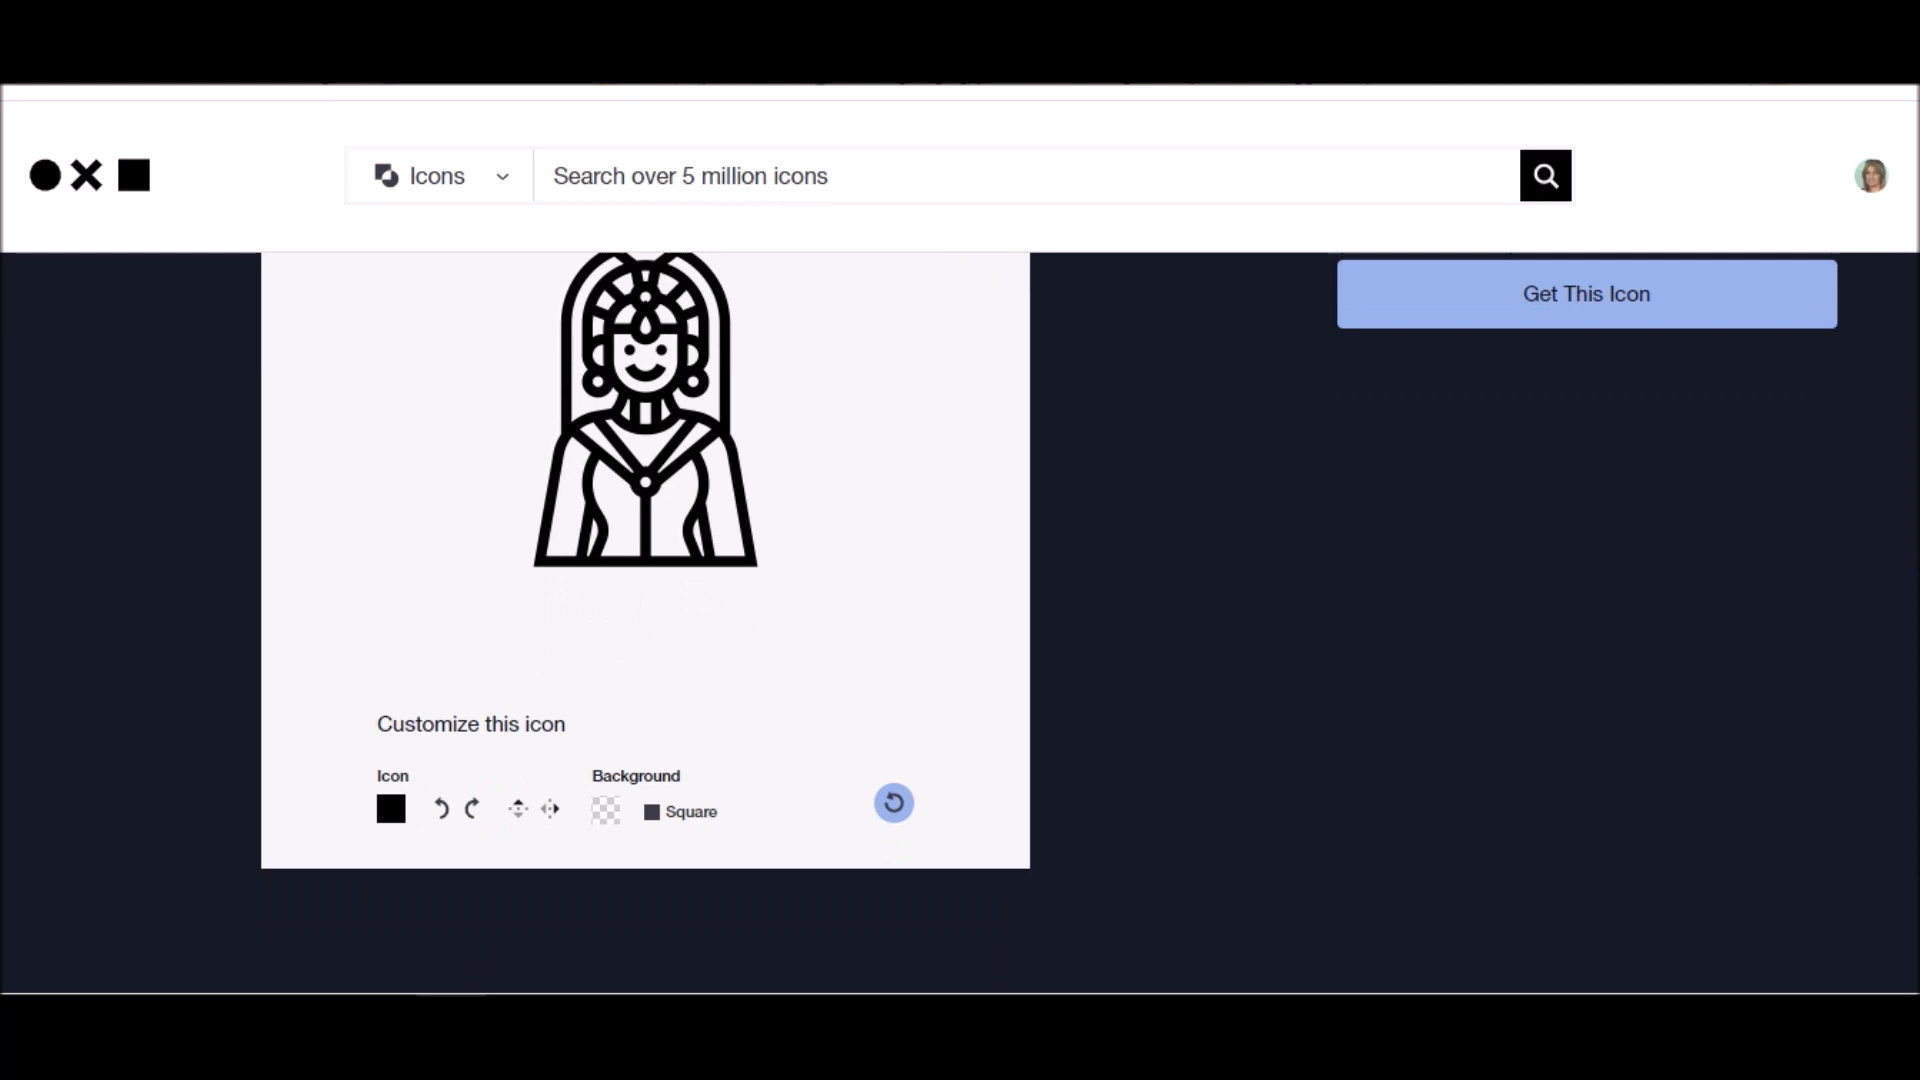 Icons
Search over 5 million icons
Get This Icon
Customize this icon
Icon
Background
Square